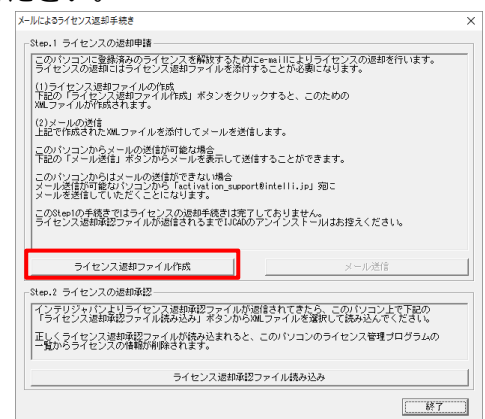 ださい。
メールによるライセンス返却手続き
Step.1 ライセンスの返却申請
このパソコンに登録済みのライセンスを解放するためにe-mailによりライセンスの返却を行います。
ライセンスの返却にはライセンス返却ファイルを添付することが必要になります。
(1)ライセンス返却ファイルの作成
下記の「ライセンス返却ファイル作成」ボタンをクリックすると、このための
XMLファイルが作成されます。
(2)メールの送信
上記で作成されたXMLファイルを添付してメールを送信します。
このパソコンからメールの送信が可能な場合
下記の「メール送信」ボタンからメールを表示して送信することができます。
このパソコンからはメールの送信ができない場合
メール送信が可能なパソコンから「activation_support@intelli.jp」宛に
メールを送信していただくことになります。
このStep1の手続きではライセンスの返却手続きは完了しておりません。
ライセンス返却承認ファイルが返信されるまでIJCADのアンインストールはお控えください。
ライセンス返却ファイル作成
メール送信
Step.2 ライセンスの返却承認
インテリジャパンよりライセンス返却承認ファイルが返信されてきたら、このパソコン上で下記の
「ライセンス返却承認ファイル読み込み」ボタンからXMLファイルを選択して読み込んでください。
正しくライセンス返却承認ファイルが読み込まれると、このパソコンのライセンス管理プログラムの
一覧からライセンスの情報が削除されます。
ライセンス返却承認ファイル読み込み
終了